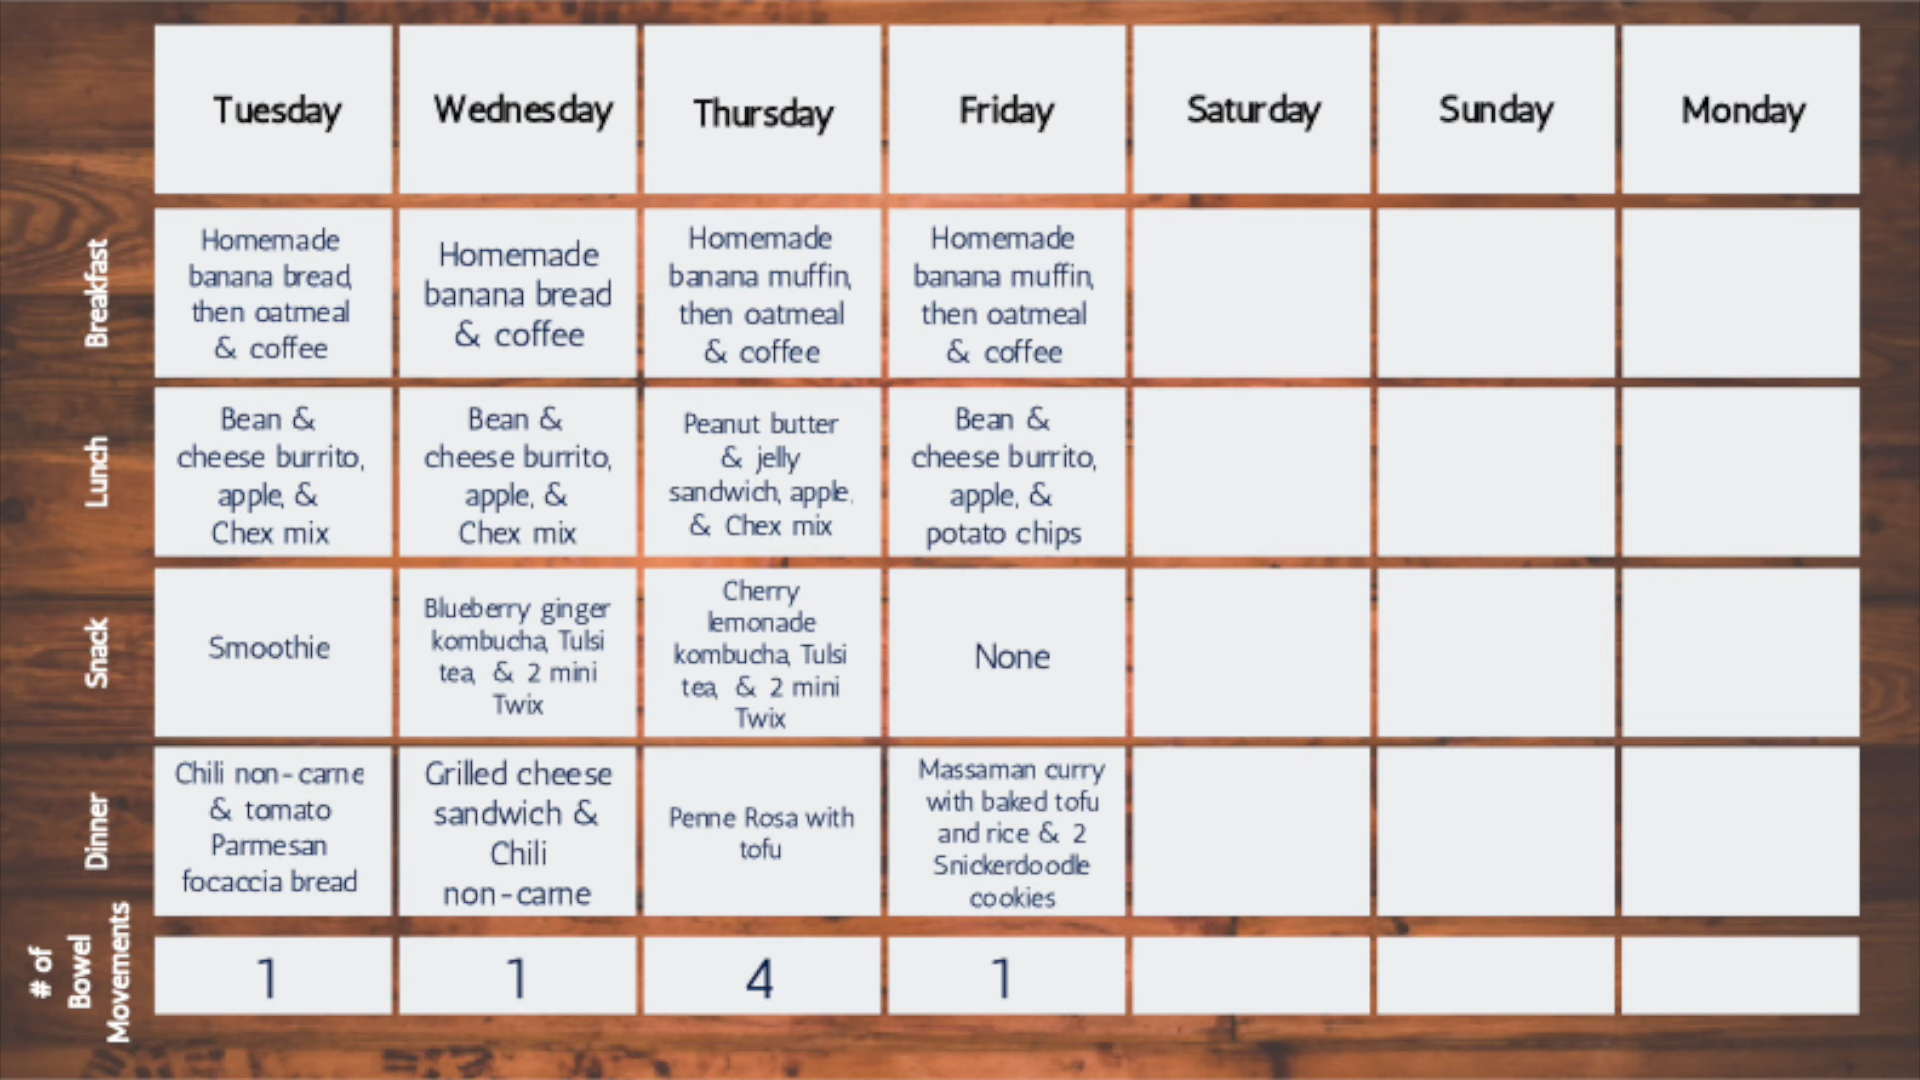 Tuesday
Wednesday
Thursday
Friday
Saturday
Sunday
Monday
Breakfast
Homemade
banana bread,
then oatmeal
& coffee
Homemade
banana bread
& coffee
Homemade
banana muffin,
then oatmeal
& coffee
Homemade
banana muffin,
then oatmeal
& coffee
Lunch
Bean &
cheese burrito,
apple, &
Chex mix
Bean &
cheese burrito,
apple, &
Chex mix
Peanut butter
& jelly
sandwich, apple,
& Chex mix
Bean &
cheese burrito,
apple, &
potato chips
Snack
Smoothie
Blueberry ginger
kombucha, Tulsi
tea, & 2 mini
Twix
Cherry
lemonade
kombucha, Tulsi
tea, & 2 mini
Twix
None
Dinner
Chili non-carne
& tomato
Parmesan
focaccia bread
Grilled cheese
sandwich &
Chili
non-carne
Penne Rosa with
tofu
Massaman curry
with baked tofu
and rice & 2
Snickerdoodle
cookies
# of
Bowel
Movements
1
1
4
1